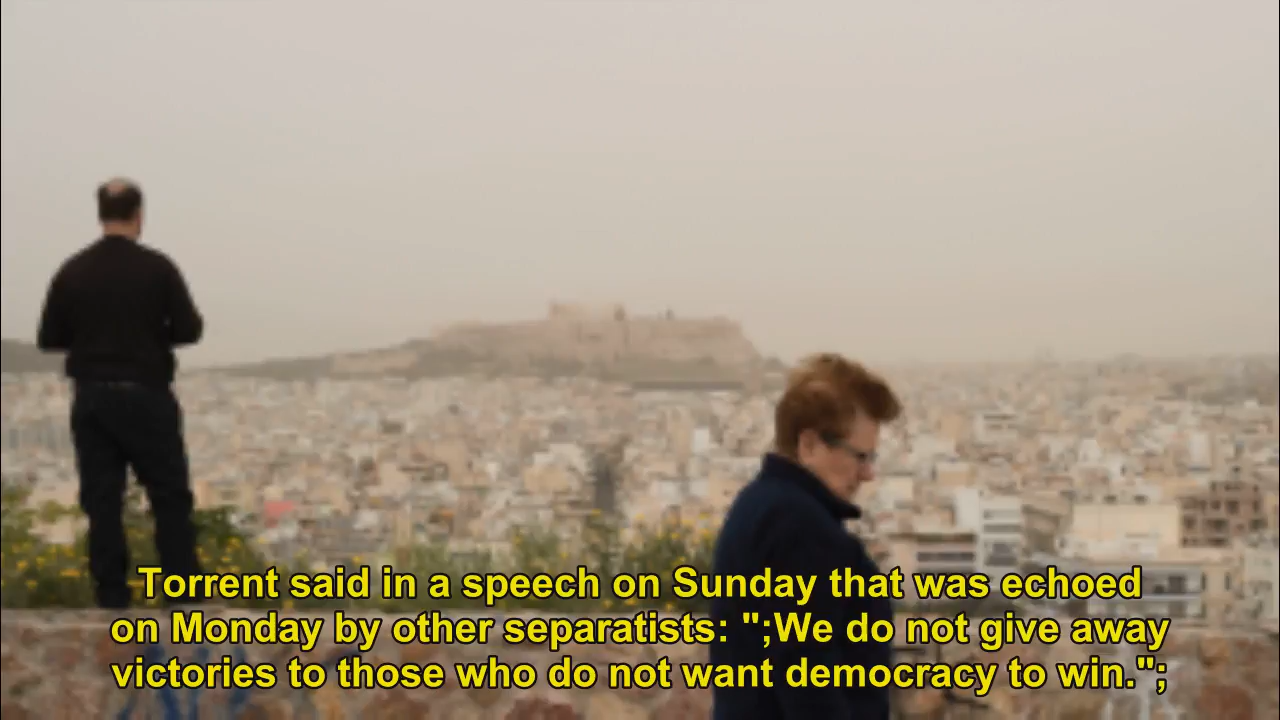 Torrent said in a speech on Sunday that was echoed
on Monday by other separatists: ";We do not give away
victories to those who do not want democracy to win.";